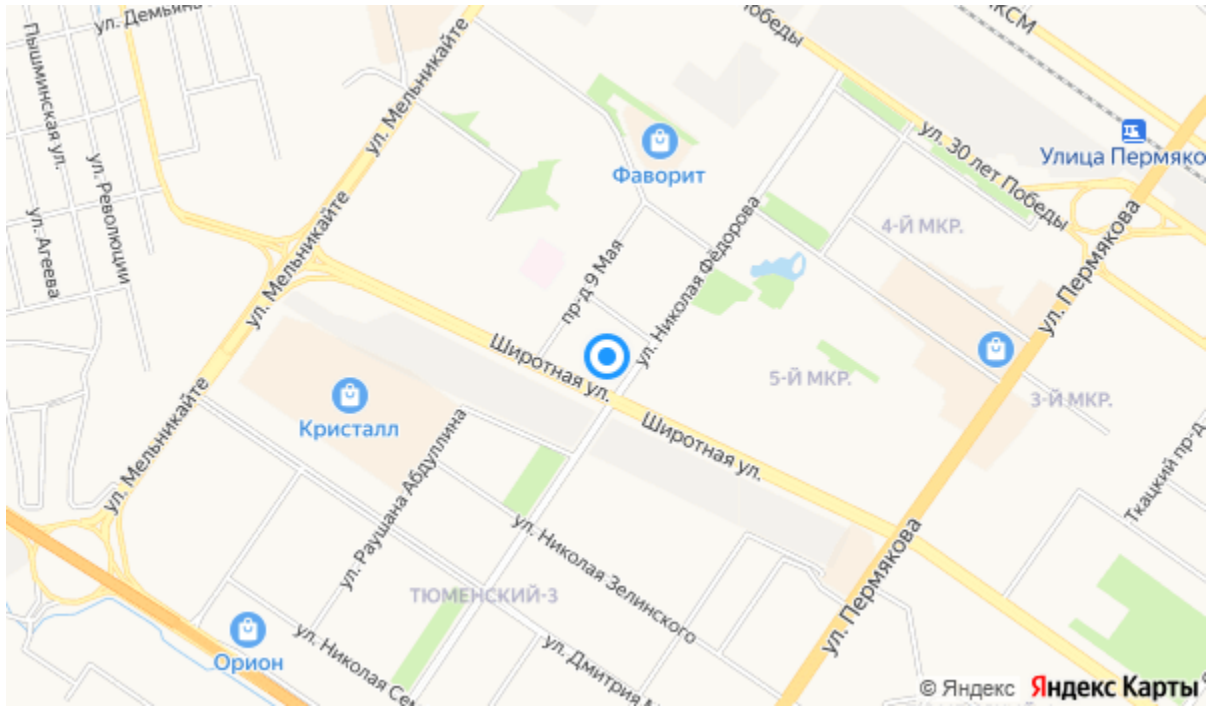 ул. Демьяна
Победы
КСМ
Пышминская ул.
ул. Мельникайте
ул. 30 лет Победы
Улица Пермяко
Фаворит
ул. Революции
ул. Агеева
ул. Мельникайте
ул. Николая Фёдорова
4-Й МКР.
ул. Пермякова
пр-д 9 Мая
Широтная ул.
5-Й МКР.
3-Й МКР.
Кристалл
Широтная ул.
ул. Мельникайте
ул. Раушана Абдуллина
Ткацкий пр-д
ул. Николая Зелинского
ул. Пермякова
ТЮМЕНСКИЙ-3
Орион
ул. Николая Сем
ул. Дмитрия М
© Яндекс Яндекс Карты